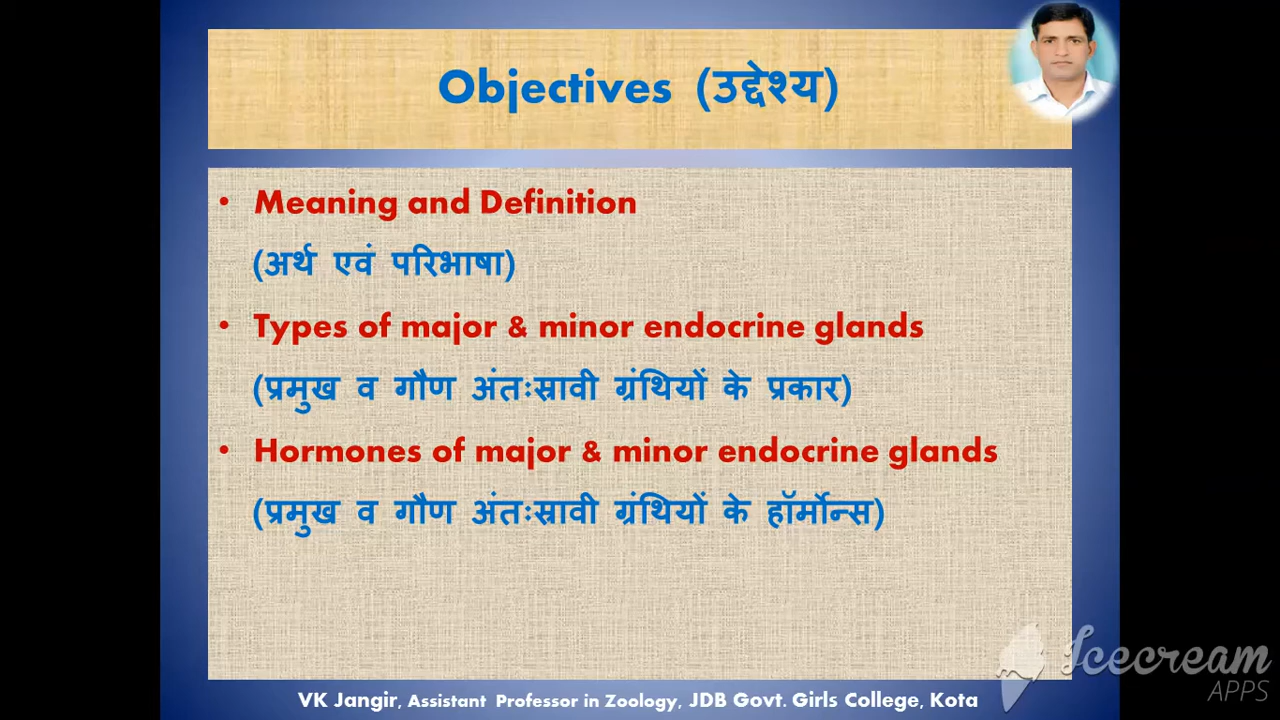 Objectives (उद्देश्य)
• Meaning and Definition
(अर्थ एवं परिभाषा)
• Types of major & minor endocrine glands
(प्रमुख व गौण अंतःस्रावी ग्रंथियों के प्रकार)
• Hormones of major & minor endocrine glands
(प्रमुख व गौण अंतःस्रावी ग्रंथियों के हॉर्मोन्स)
Icecream
APPS
VK Jangir, Assistant Professor in Zoology, JDB Govt. Girls College, Kota